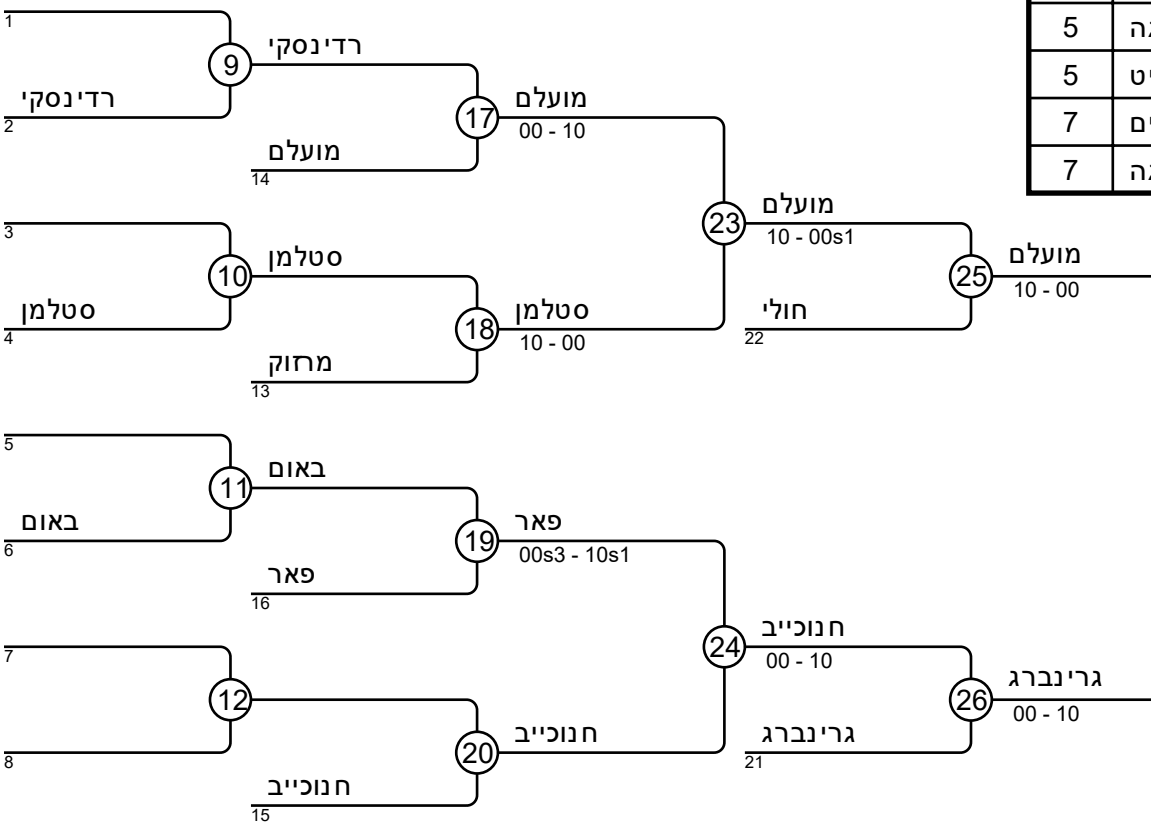 1
9
רדינסקי
רדינסקי
2
17
מועלם
00 - 10
מועלם
14
3
10
סטלמן
סטלמן
4
18
סטלמן
10 - 00
מרזוק
13
23
מועלם
10 - 00s1
חולי
22
25
מועלם
10 - 00
5
11
באום
באום
6
19
פאר
00s3 - 10s1
פאר
16
7
12
8
20
חנוכייב
חנוכייב
15
24
חנוכייב
00 - 10
גרינברג
21
26
גרינברג
00 - 10
5
5
7
7